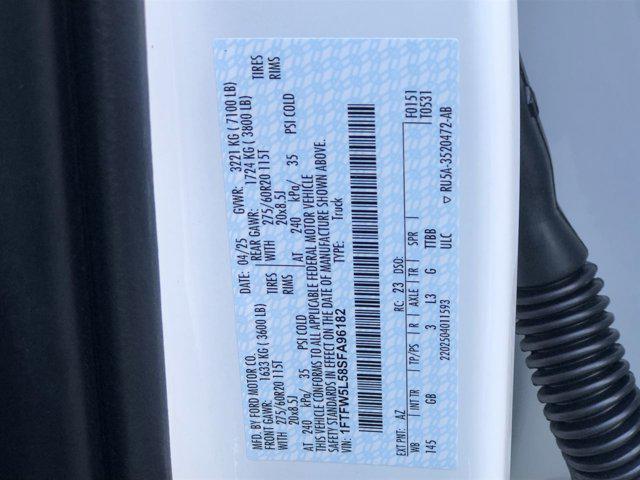 MFD. BY FORD MOTOR CO.
DATE: 04/25 GVWR: 3221 KG ( 7100 LB)
FRONT GAWR: 1633 KG ( 3600 LB) REAR GAWR: 1724 KG ( 3800 LB)
WITH 275/60R20 115T TIRES WITH 275/60R20 115T TIRES
20x8.5J RIMS 20x8.5J RIMS
AT 240 kPa/ 35 PSI COLD AT 240 kPa/ 35 PSI COLD
THIS VEHICLE CONFORMS TO ALL APPLICABLE FEDERAL MOTOR VEHICLE
SAFETY STANDARDS IN EFFECT ON THE DATE OF MANUFACTURE SHOWN ABOVE.
VIN: 1FTFW5L58SFA96182 TYPE: Truck
F0151
T0531
EXT PNT: AZ RC: 23 DSO:
WB INT TR TP/PS R AXLE TR SPR
145 GB 3 L3 G TTBB
2202504011593 ULC ▽ RU5A-3520472-AB